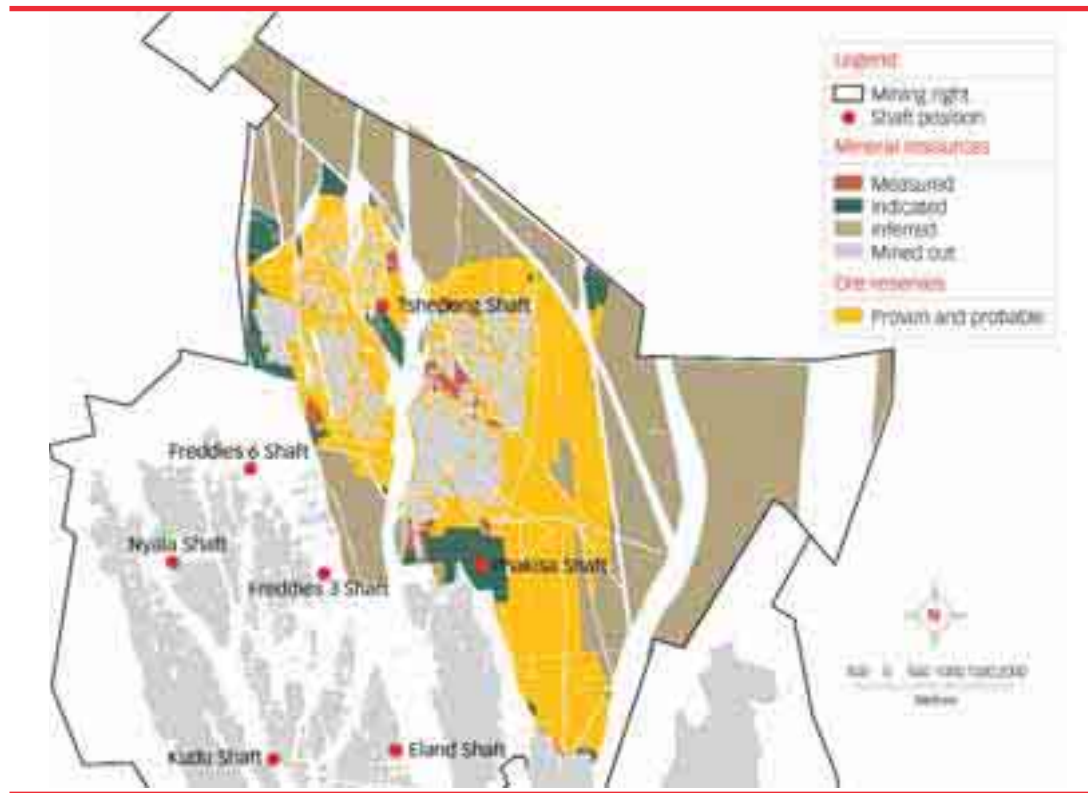 Legend
Mining right
Shaft position
Mineral resources
Measured
Indicated
Inferred
Mined out
Ore reserves
Proven and probable
Tshepong Shaft
Freddies 6 Shaft
Nyala Shaft
Phakisa Shaft
Freddies 3 Shaft
N
Metres
Kudu Shaft
Eland Shaft